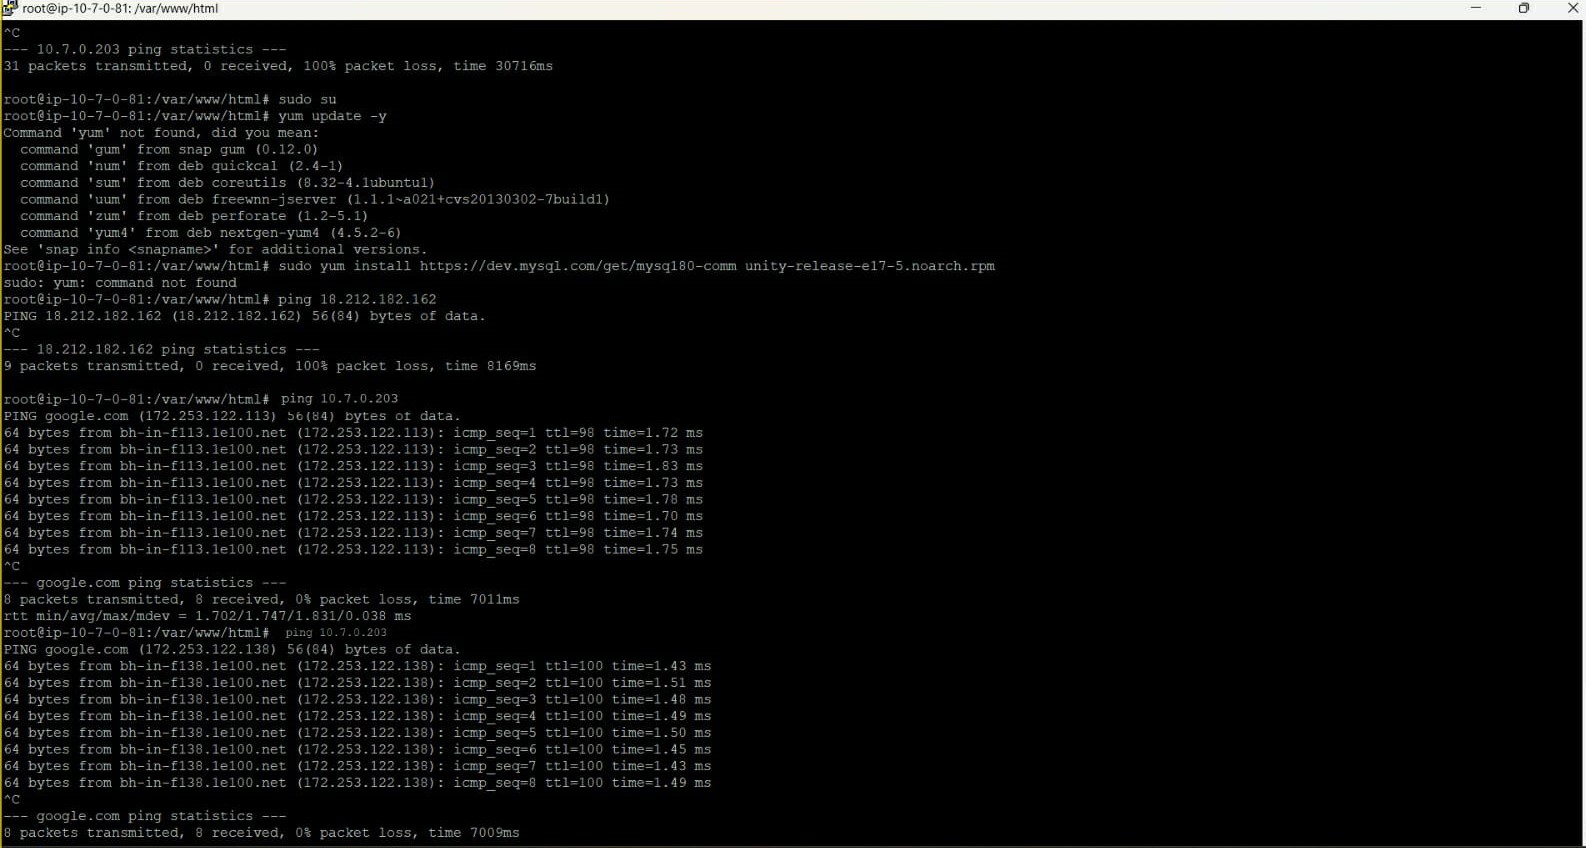 root@ip-10-7-0-81: /var/www/html
^C
--- 10.7.0.203 ping statistics ---
31 packets transmitted, 0 received, 100% packet loss, time 30716ms
root@ip-10-7-0-81:/var/www/html# sudo su
root@ip-10-7-0-81:/var/www/html# yum update -y
Command 'yum' not found, did you mean:
  command 'gum' from snap gum (0.12.0)
  command 'num' from deb quickcal (2.4-1)
  command 'sum' from deb coreutils (8.32-4.1ubuntu1)
  command 'uum' from deb freewnn-jserver (1.1.1~a021+cvs20130302-7build1)
  command 'zum' from deb perforate (1.2-5.1)
  command 'yum4' from deb nextgen-yum4 (4.5.2-6)
See 'snap info <snapname>' for additional versions.
root@ip-10-7-0-81:/var/www/html# sudo yum install https://dev.mysql.com/get/mysq180-comm unity-release-e17-5.noarch.rpm
sudo: yum: command not found
root@ip-10-7-0-81:/var/www/html# ping 18.212.182.162
PING 18.212.182.162 (18.212.182.162) 56(84) bytes of data.
^C
--- 18.212.182.162 ping statistics ---
9 packets transmitted, 0 received, 100% packet loss, time 8169ms
root@ip-10-7-0-81:/var/www/html# ping 10.7.0.203
PING google.com (172.253.122.113) 56(84) bytes of data.
64 bytes from bh-in-f113.1e100.net (172.253.122.113): icmp_seq=1 ttl=98 time=1.72 ms
64 bytes from bh-in-f113.1e100.net (172.253.122.113): icmp_seq=2 ttl=98 time=1.73 ms
64 bytes from bh-in-f113.1e100.net (172.253.122.113): icmp_seq=3 ttl=98 time=1.83 ms
64 bytes from bh-in-f113.1e100.net (172.253.122.113): icmp_seq=4 ttl=98 time=1.73 ms
64 bytes from bh-in-f113.1e100.net (172.253.122.113): icmp_seq=5 ttl=98 time=1.78 ms
64 bytes from bh-in-f113.1e100.net (172.253.122.113): icmp_seq=6 ttl=98 time=1.70 ms
64 bytes from bh-in-f113.1e100.net (172.253.122.113): icmp_seq=7 ttl=98 time=1.74 ms
64 bytes from bh-in-f113.1e100.net (172.253.122.113): icmp_seq=8 ttl=98 time=1.75 ms
^C
--- google.com ping statistics ---
8 packets transmitted, 8 received, 0% packet loss, time 7011ms
rtt min/avg/max/mdev = 1.702/1.747/1.831/0.038 ms
root@ip-10-7-0-81:/var/www/html# ping 10.7.0.203
PING google.com (172.253.122.138) 56(84) bytes of data.
64 bytes from bh-in-f138.1e100.net (172.253.122.138): icmp_seq=1 ttl=100 time=1.43 ms
64 bytes from bh-in-f138.1e100.net (172.253.122.138): icmp_seq=2 ttl=100 time=1.51 ms
64 bytes from bh-in-f138.1e100.net (172.253.122.138): icmp_seq=3 ttl=100 time=1.48 ms
64 bytes from bh-in-f138.1e100.net (172.253.122.138): icmp_seq=4 ttl=100 time=1.49 ms
64 bytes from bh-in-f138.1e100.net (172.253.122.138): icmp_seq=5 ttl=100 time=1.50 ms
64 bytes from bh-in-f138.1e100.net (172.253.122.138): icmp_seq=6 ttl=100 time=1.45 ms
64 bytes from bh-in-f138.1e100.net (172.253.122.138): icmp_seq=7 ttl=100 time=1.43 ms
64 bytes from bh-in-f138.1e100.net (172.253.122.138): icmp_seq=8 ttl=100 time=1.49 ms
^C
--- google.com ping statistics ---
8 packets transmitted, 8 received, 0% packet loss, time 7009ms